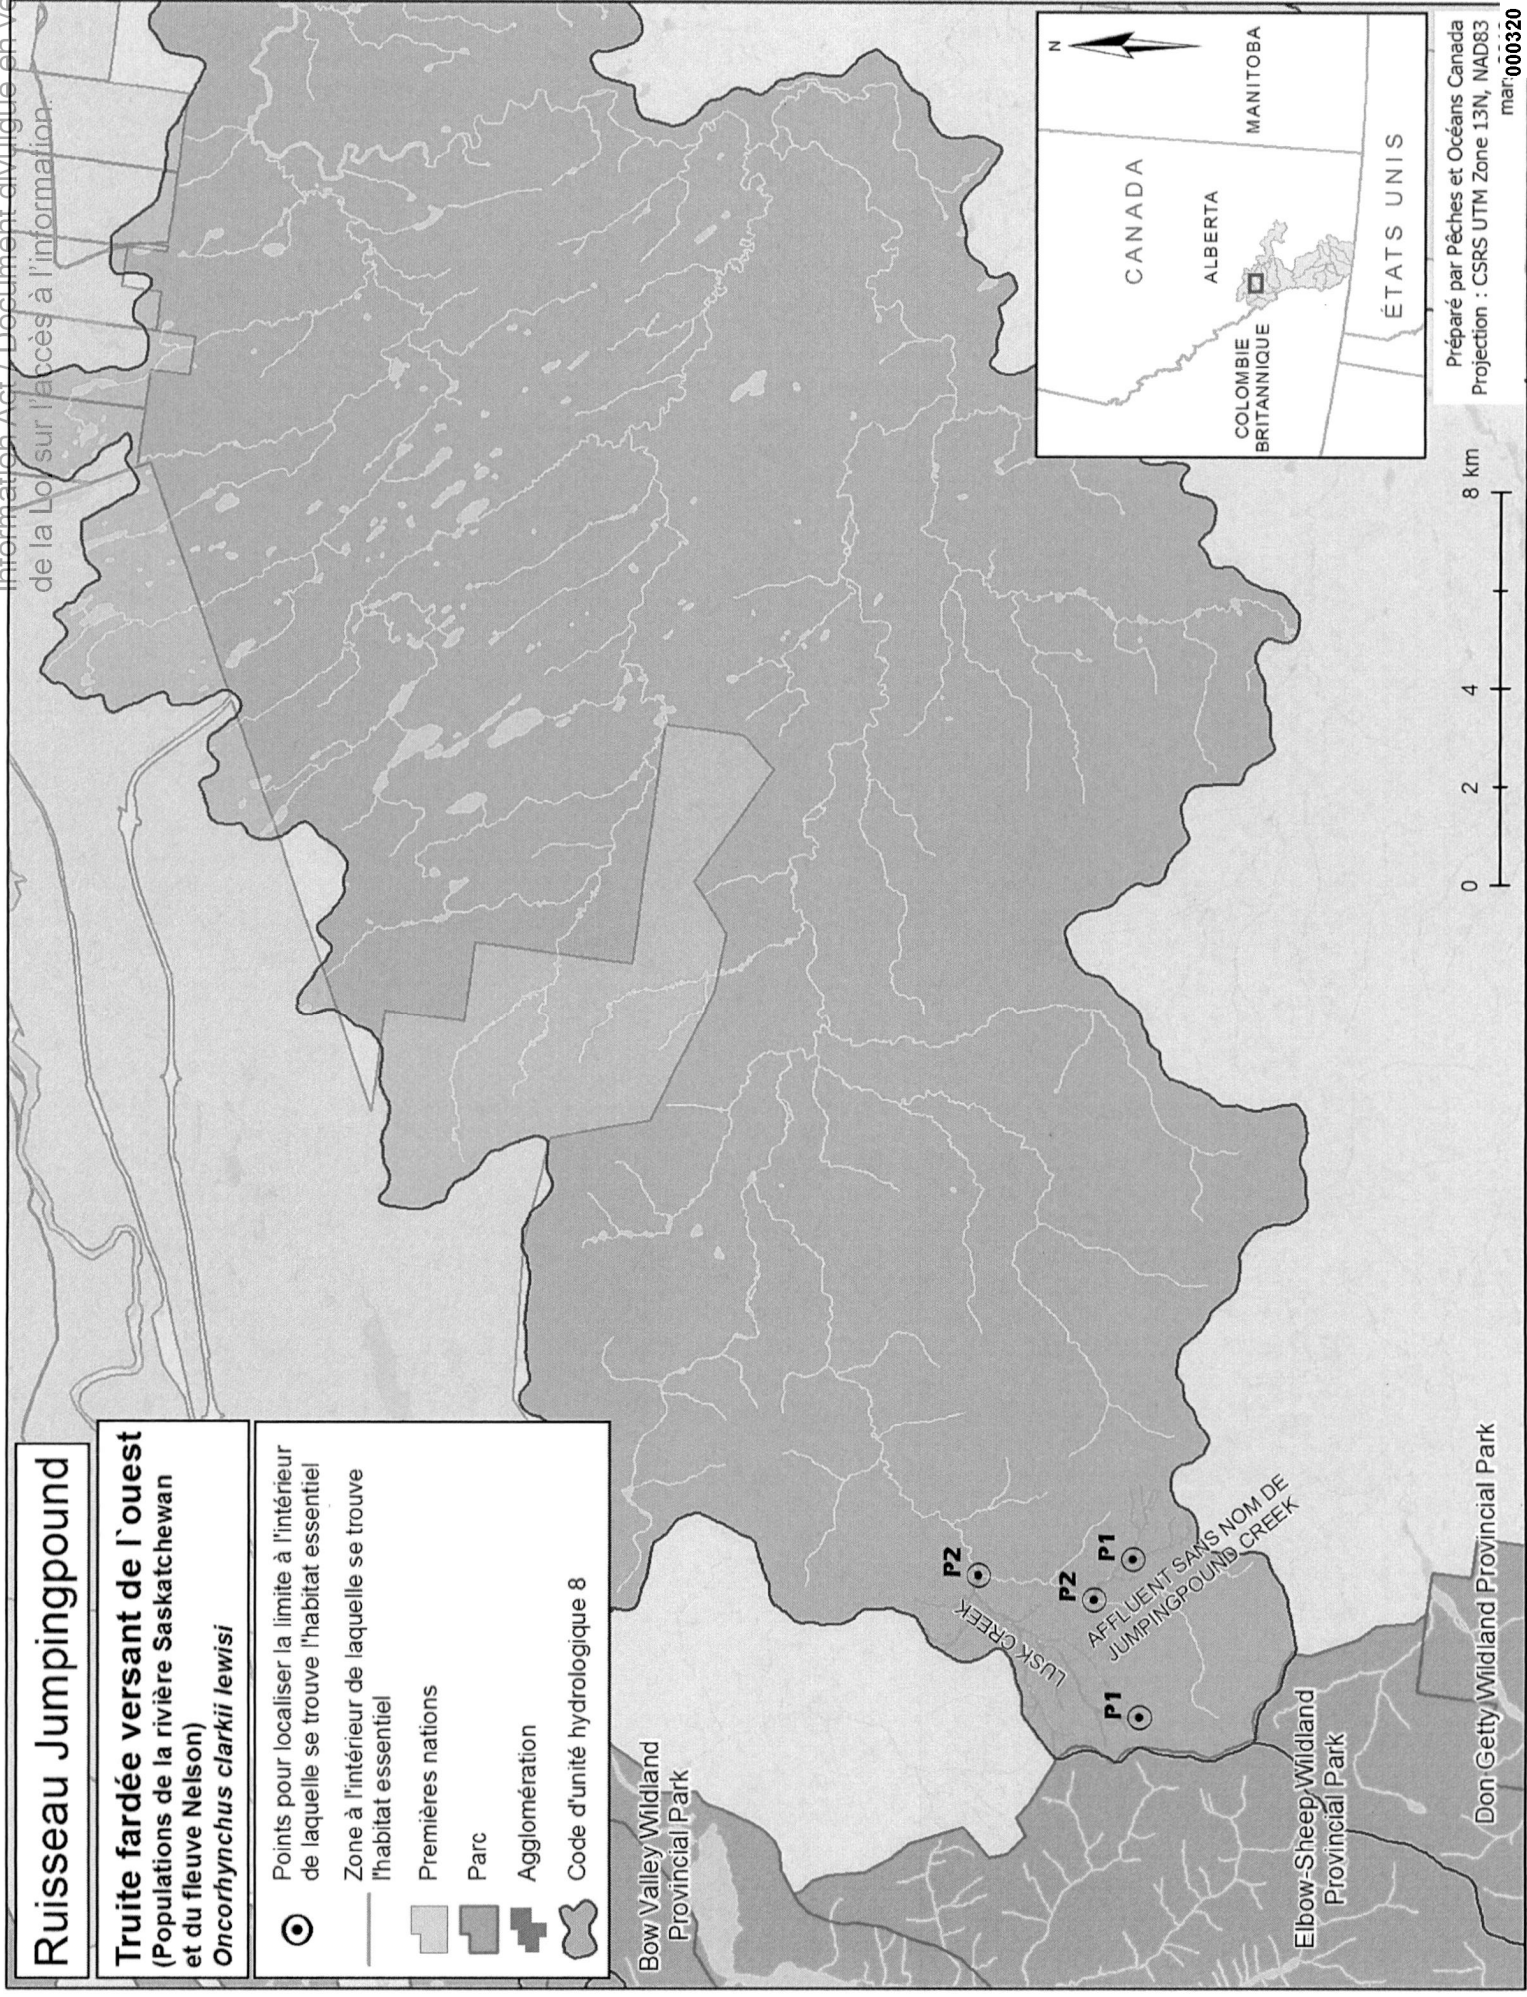 Ruisseau Jumpingpound
Truite fardée versant de l`ouest
(Populations de la rivière Saskatchewan
et du fleuve Nelson)
Oncorhynchus clarkii lewisi
Points pour localiser la limite à l'intérieur
de laquelle se trouve l'habitat essentiel
Zone à l'intérieur de laquelle se trouve
l'habitat essentiel
Premières nations
Parc
Agglomération
Code d'unité hydrologique 8
Bow Valley Wildland
Provincial Park
P2
LUSK CREEK
P2
P1
P1
AFFLUENT SANS NOM DE
JUMPINGPOUND CREEK
Elbow-Sheep Wildland
Provincial Park
Don Getty Wildland Provincial Park
0 2 4 8 km
N
CANADA
ALBERTA
MANITOBA
COLOMBIE
BRITANNIQUE
ÉTATS UNIS
Préparé par Pêches et Océans Canada
Projection : CSRS UTM Zone 13N, NAD83
000320
Information Act / Document divulgué en
de la Loi sur l'accès à l'information.